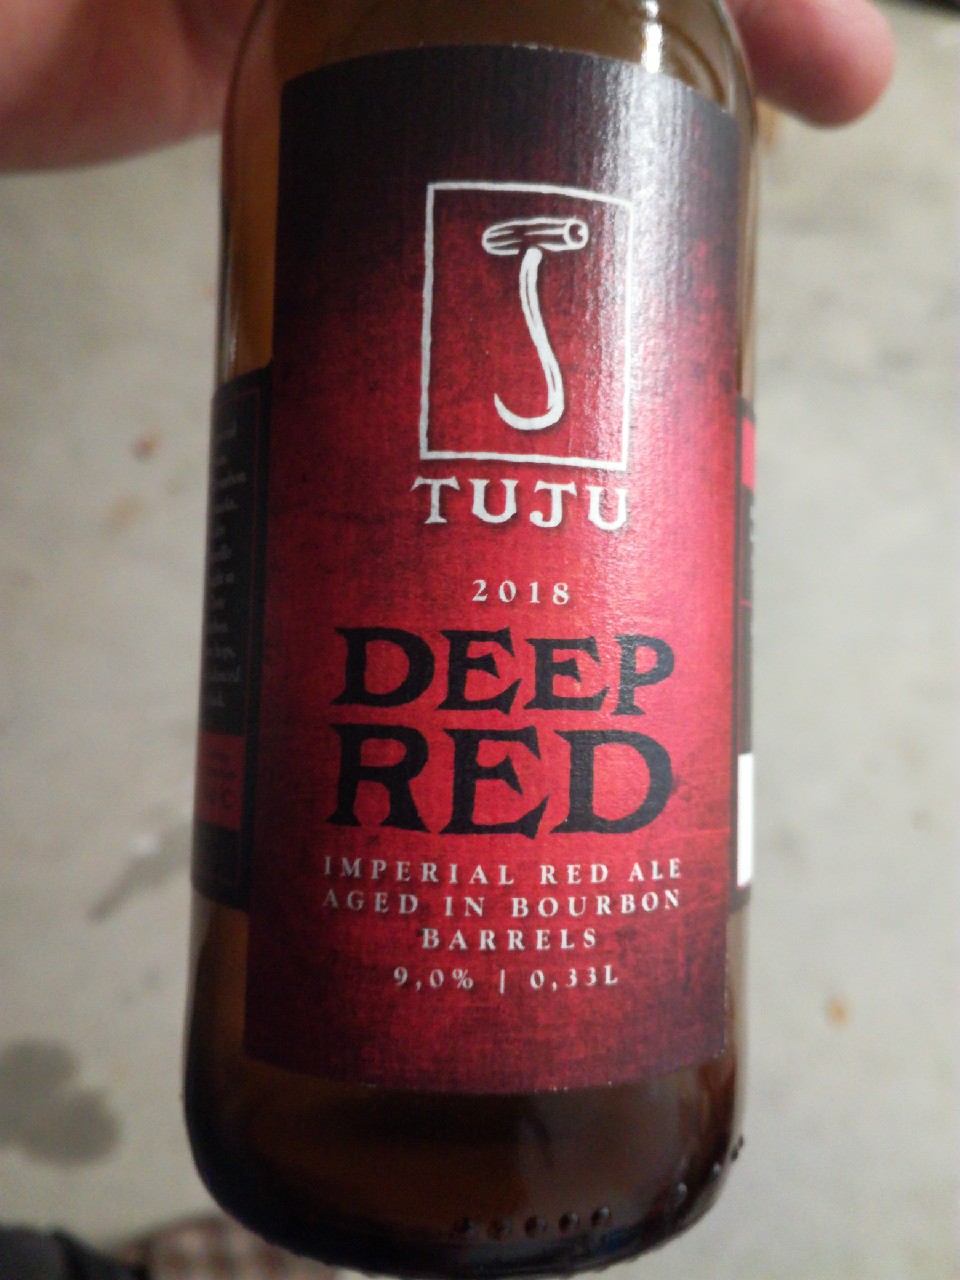 TUJU
2018
DEEP
RED
IMPERIAL RED ALE
AGED IN BOURBON
BARRELS
9,0% | 0,33L